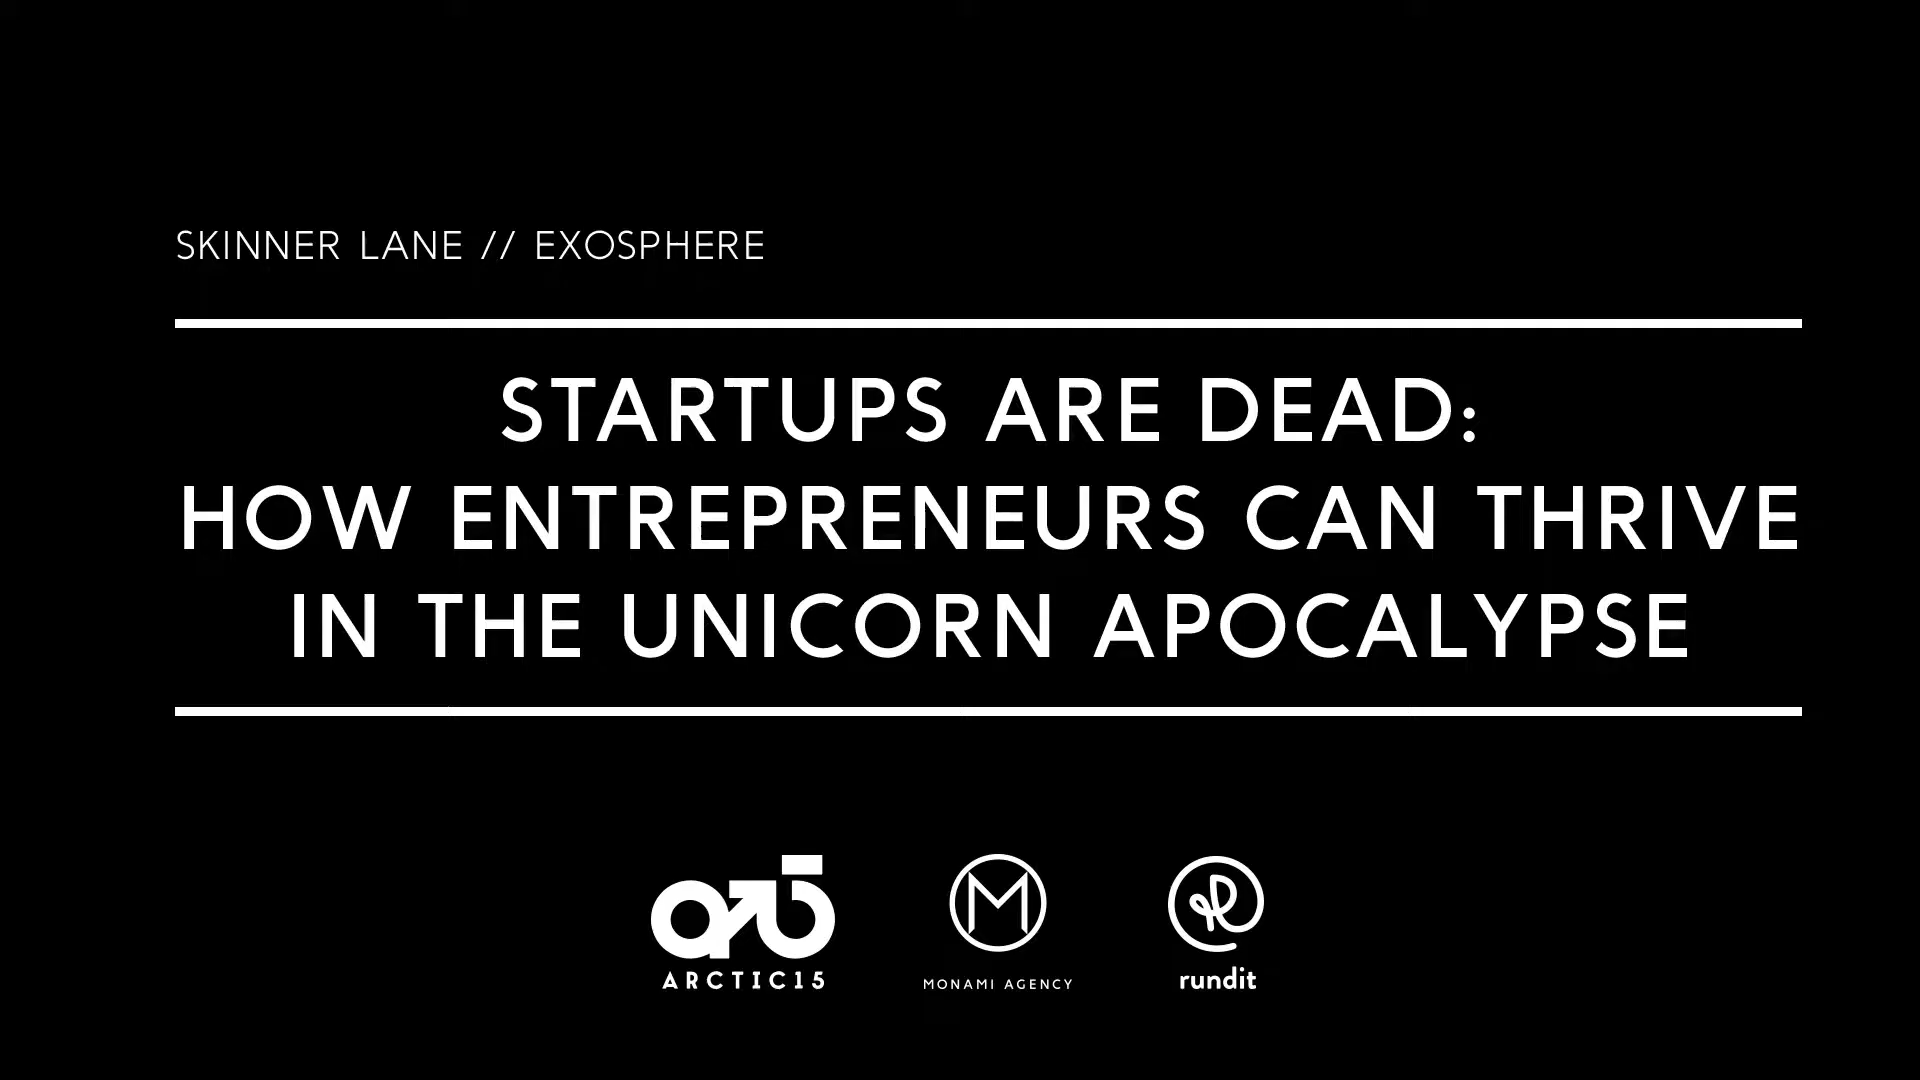 SKINNER LANE // EXOSPHERE
STARTUPS ARE DEAD:
HOW ENTREPRENEURS CAN THRIVE
IN THE UNICORN APOCALYPSE
ARCTIC15
MONAMI AGENCY
rundit